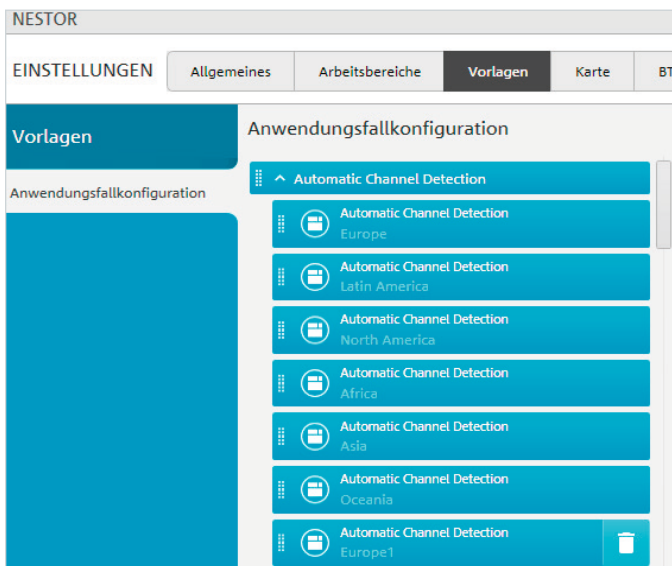 NESTOR
EINSTELLUNGEN Allgemeines Arbeitsbereiche Vorlagen Karte BT
Vorlagen
Anwendungsfallkonfiguration
Anwendungsfallkonfiguration
Automatic Channel Detection
Automatic Channel Detection
Europe
Automatic Channel Detection
Latin America
Automatic Channel Detection
North America
Automatic Channel Detection
Africa
Automatic Channel Detection
Asia
Automatic Channel Detection
Oceania
Automatic Channel Detection
Europe1